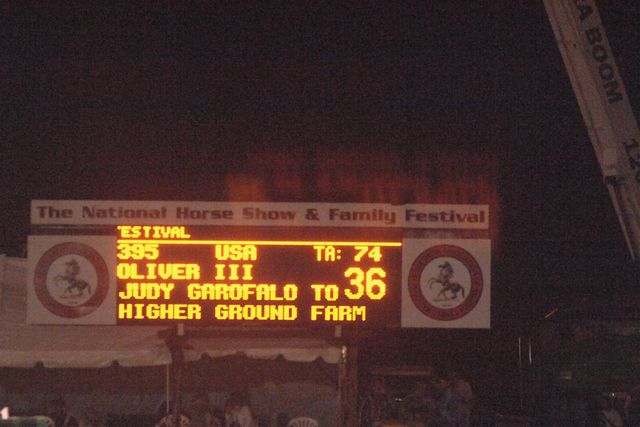 The National Horse Show & Family Festival
ESTIVAL
395 USA TA: 74
OLIVER III
JUDY GAROFALO TO 36
HIGHER GROUND FARM
BOOM